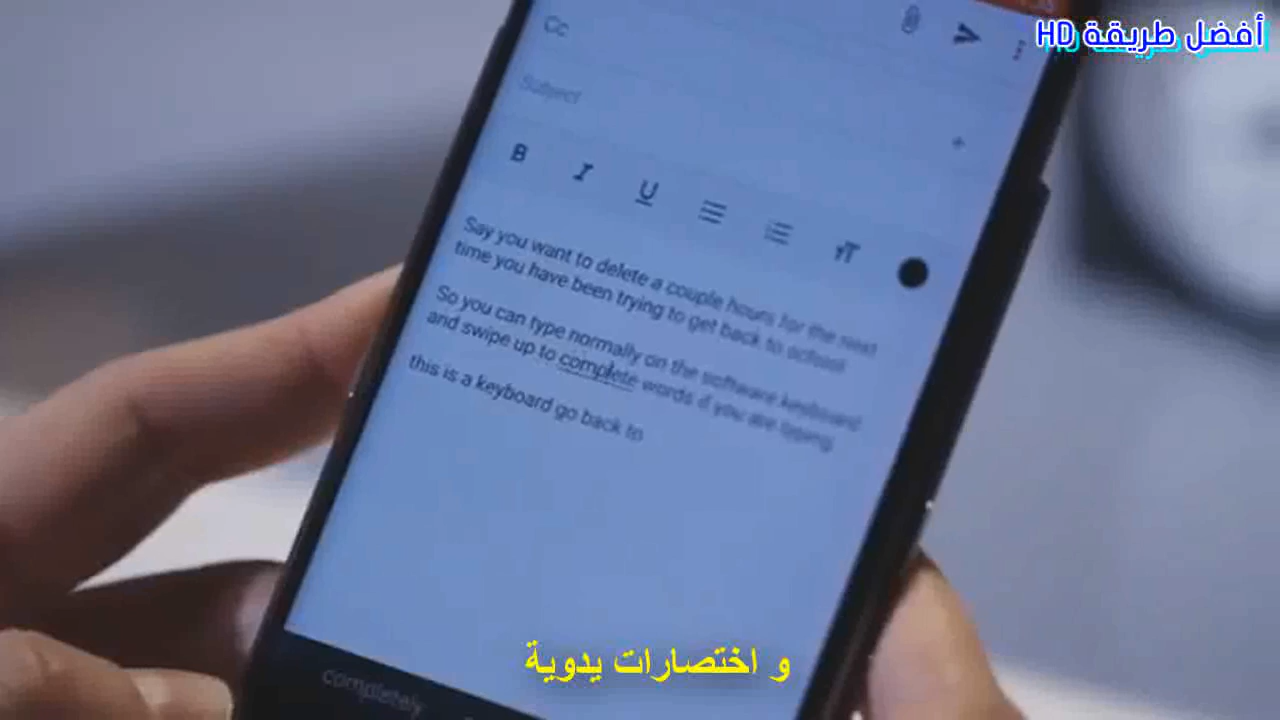 أفضل طريقة HD
Cc
Subject
B I U
Say you want to delete a couple hours for the next
time you have been trying to get back to school
So you can type normally on the software keyboard
and swipe up to complete words if you are typing
this is a keyboard go back to
completely
و اختصارات يدوية